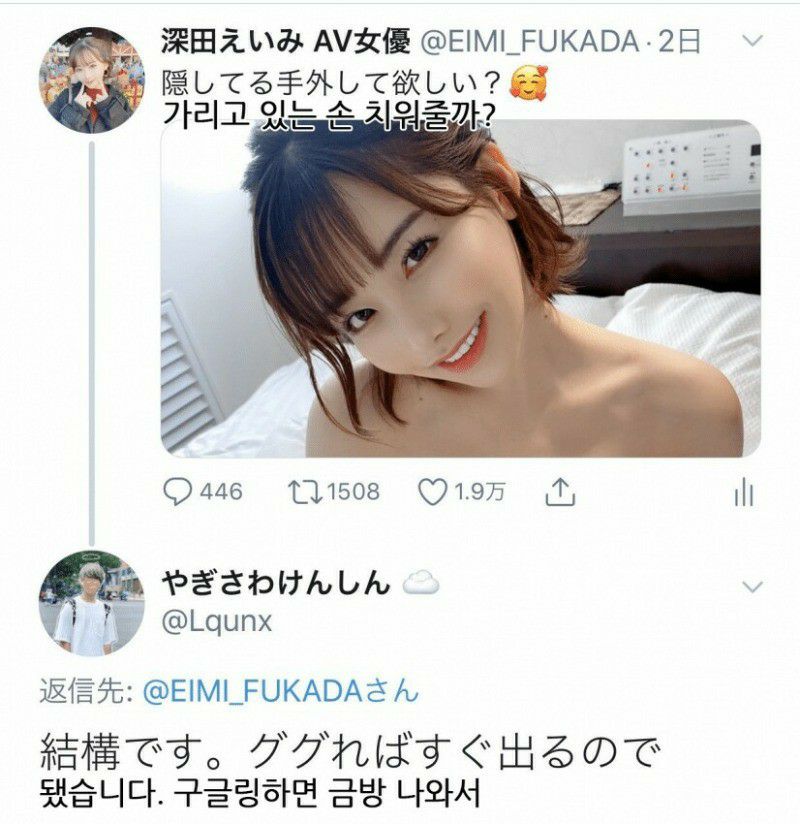 深田えいみ AV女優 @EIMI_FUKADA · 2日
隠してる手外して欲しい？🥰
가리고 있는 손 치워줄까?
446 1508 1.9万
やぎさわけんしん ☁️
@Lqunx
返信先: @EIMI_FUKADAさん
結構です。ググればすぐ出るので
됐습니다. 구글링하면 금방 나와서